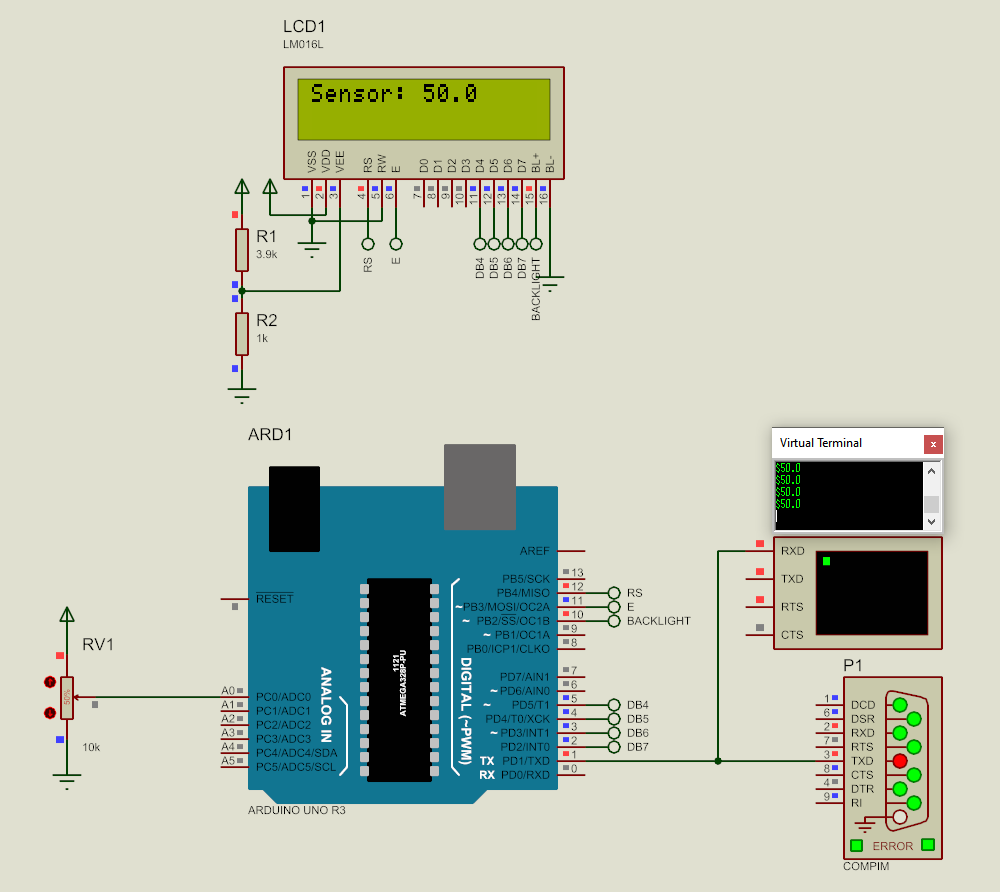 LCD1
LM016L
Sensor: 50.0
VSS
VDD
VEE
RS
RW
E
D0
D1
D2
D3
D4
D5
D6
D7
BL+
BL-
1
2
3
4
5
6
7
8
9
10
11
12
13
14
15
16
R1
3.9k
RS
E
DB4
DB5
DB6
DB7
BACKLIGHT
R2
1k
ARD1
Virtual Terminal
x
$50.0
$50.0
$50.0
$50.0
RXD
TXD
RTS
CTS
AREF
RESET
PB5/SCK 13
PB4/MISO 12 RS
~PB3/MOSI/OC2A 11 E
~ PB2/SS/OC1B 10 BACKLIGHT
~ PB1/OC1A 9
PB0/ICP1/CLKO 8
PD7/AIN1 7
~ PD6/AIN0 6
~ PD5/T1 5 DB4
PD4/T0/XCK 4 DB5
~ PD3/INT1 3 DB6
PD2/INT0 2 DB7
TX PD1/TXD 1
RX PD0/RXD 0
DIGITAL (~PWM)
1121
ATMEGA328P-PU
ANALOG IN
A0 PC0/ADC0
A1 PC1/ADC1
A2 PC2/ADC2
A3 PC3/ADC3
A4 PC4/ADC4/SDA
A5 PC5/ADC5/SCL
ARDUINO UNO R3
RV1
50%
10k
P1
1 DCD
6 DSR
2 RXD
7 RTS
3 TXD
8 CTS
4 DTR
9 RI
ERROR
COMPIM